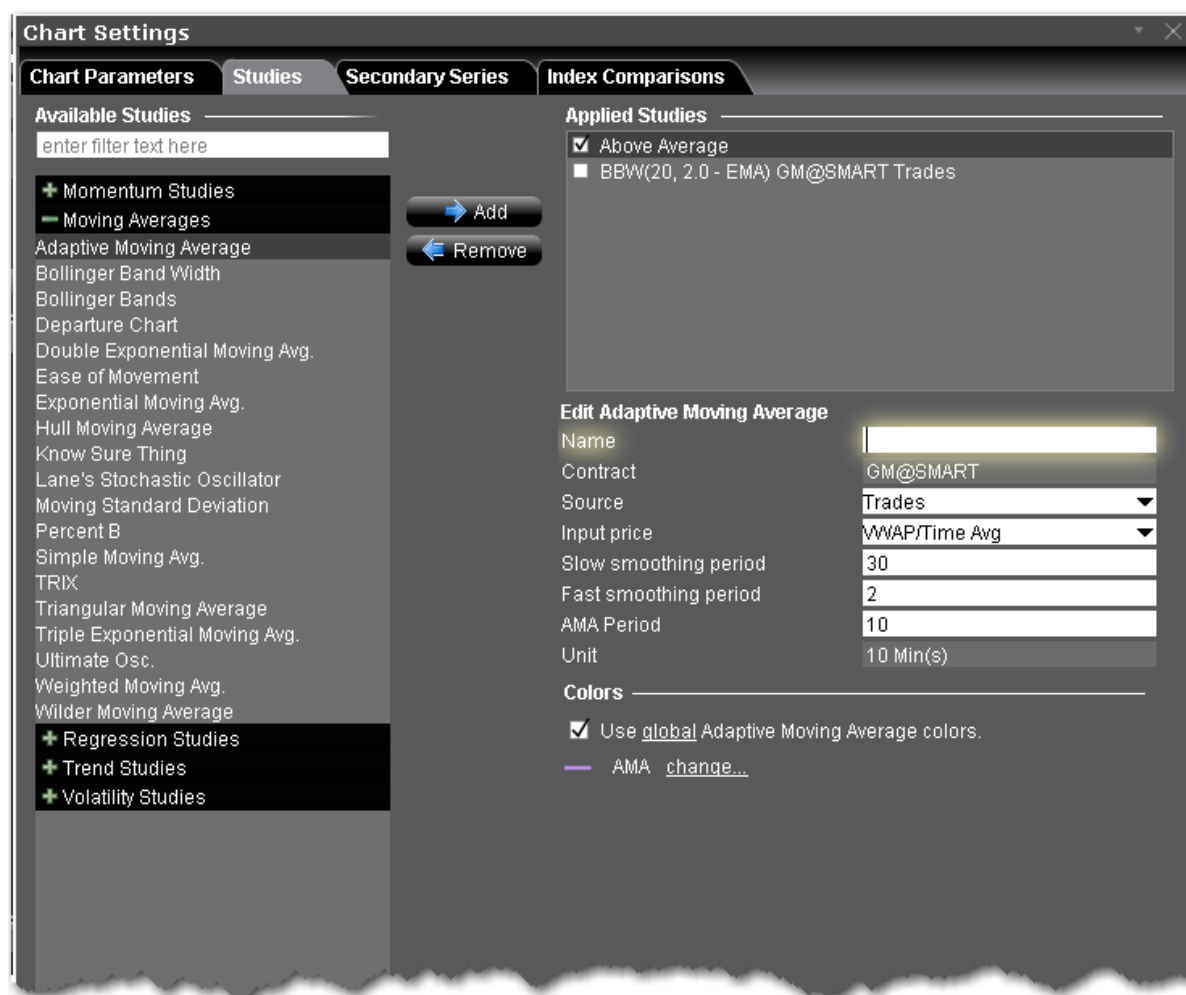 Chart Settings
Chart Parameters Studies Secondary Series Index Comparisons
Available Studies
enter filter text here
Momentum Studies
Moving Averages
Adaptive Moving Average
Bollinger Band Width
Bollinger Bands
Departure Chart
Double Exponential Moving Avg.
Ease of Movement
Exponential Moving Avg.
Hull Moving Average
Know Sure Thing
Lane's Stochastic Oscillator
Moving Standard Deviation
Percent B
Simple Moving Avg.
TRIX
Triangular Moving Average
Triple Exponential Moving Avg.
Ultimate Osc.
Weighted Moving Avg.
Wilder Moving Average
Regression Studies
Trend Studies
Volatility Studies
Add
Remove
Applied Studies
Above Average
BBW(20, 2.0 - EMA) GM@SMART Trades
Edit Adaptive Moving Average
Name
Contract GM@SMART
Source Trades
Input price VWAP/Time Avg
Slow smoothing period 30
Fast smoothing period 2
AMA Period 10
Unit 10 Min(s)
Colors
Use global Adaptive Moving Average colors.
AMA change...